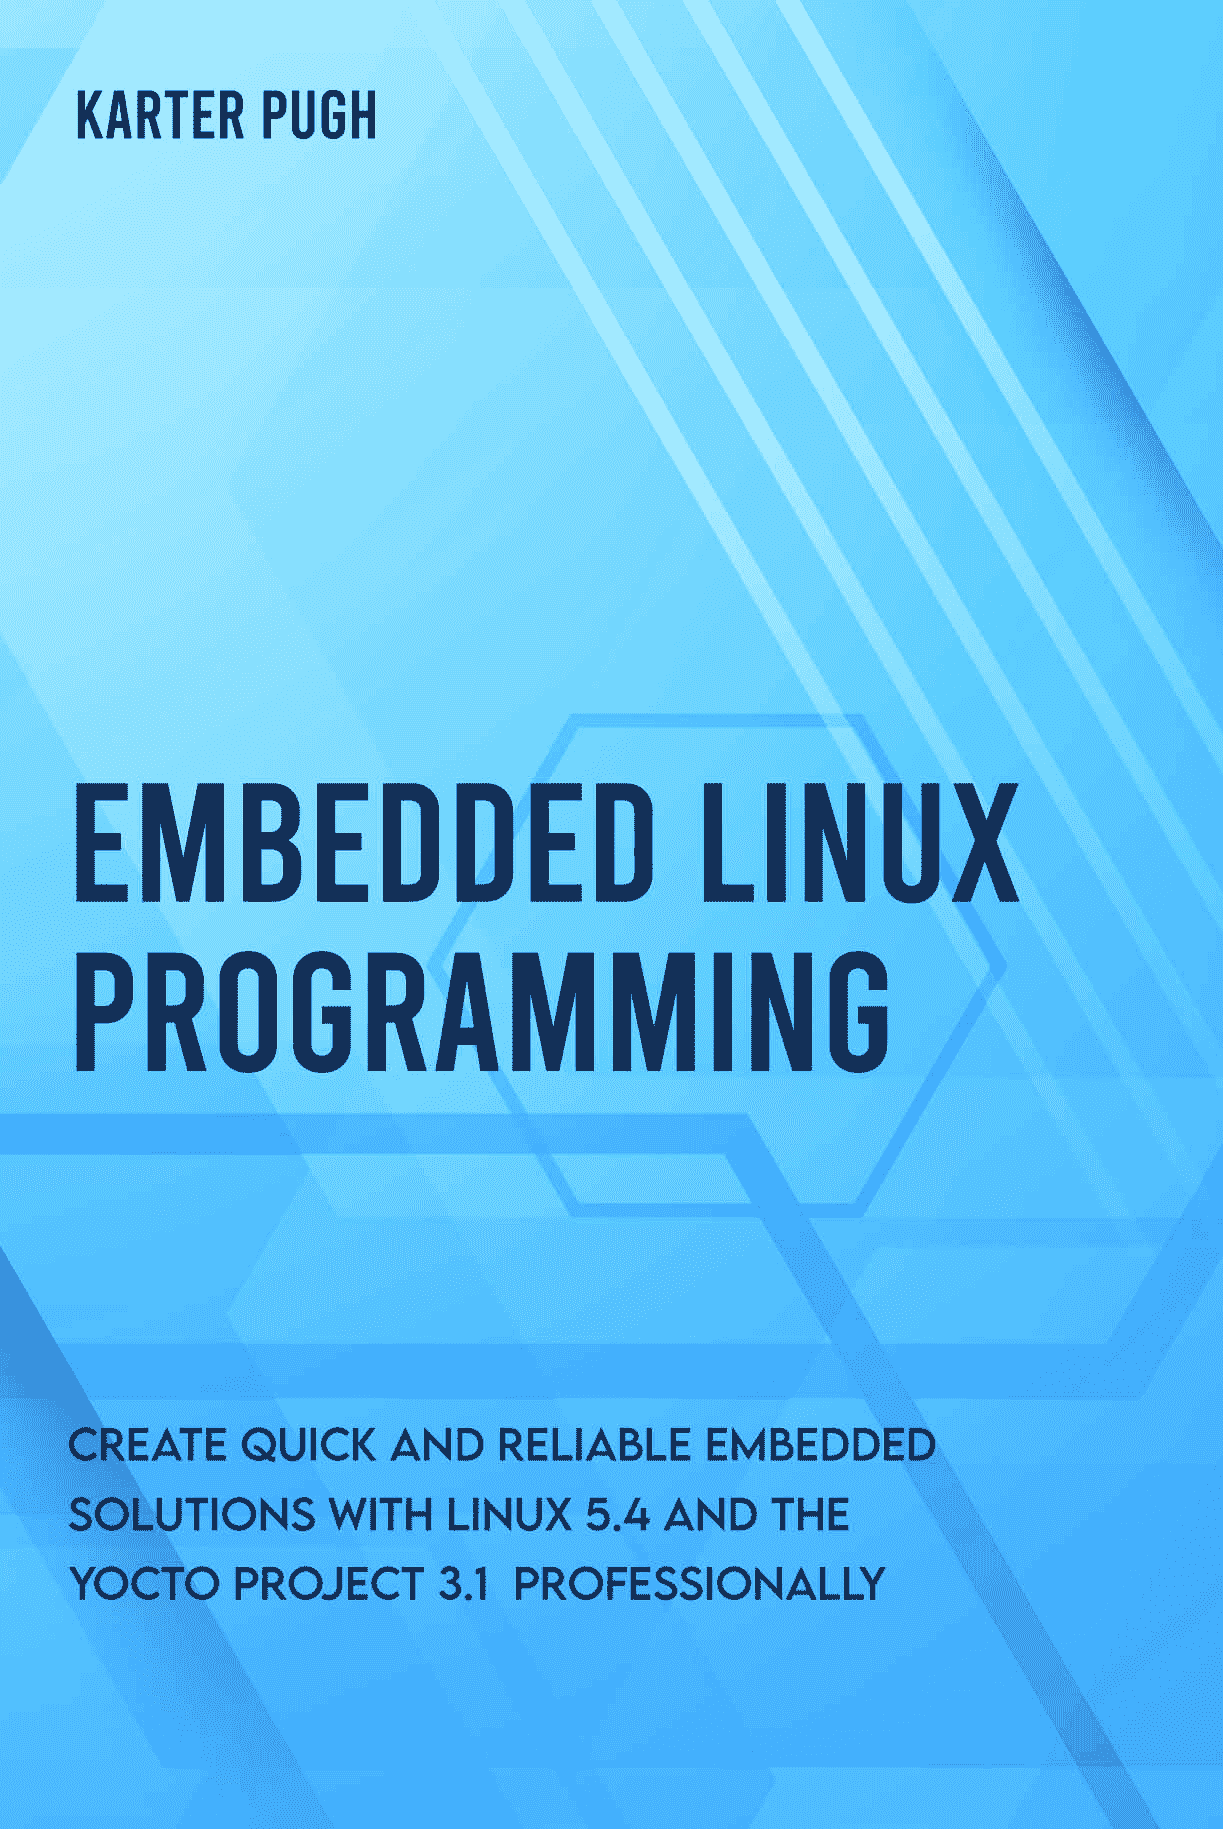 KARTER PUGH
EMBEDDED LINUX
PROGRAMMING
CREATE QUICK AND RELIABLE EMBEDDED
SOLUTIONS WITH LINUX 5.4 AND THE
YOCTO PROJECT 3.1 PROFESSIONALLY